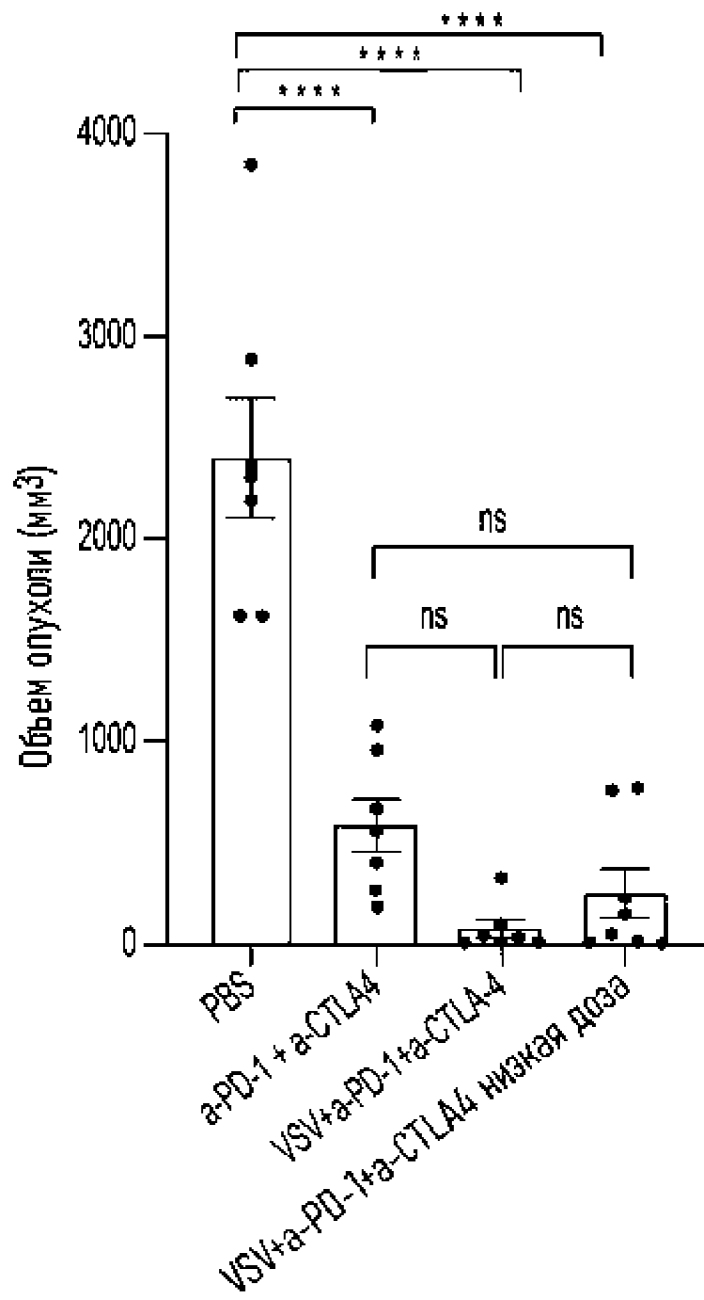 ****
****
****
4000
3000
2000
1000
0
Объем опухоли (мм3)
ns
ns
ns
PBS
a-PD-1 + a-CTLA4
VSV+a-PD-1+a-CTLA-4
VSV+a-PD-1+a-CTLA4 низкая доза